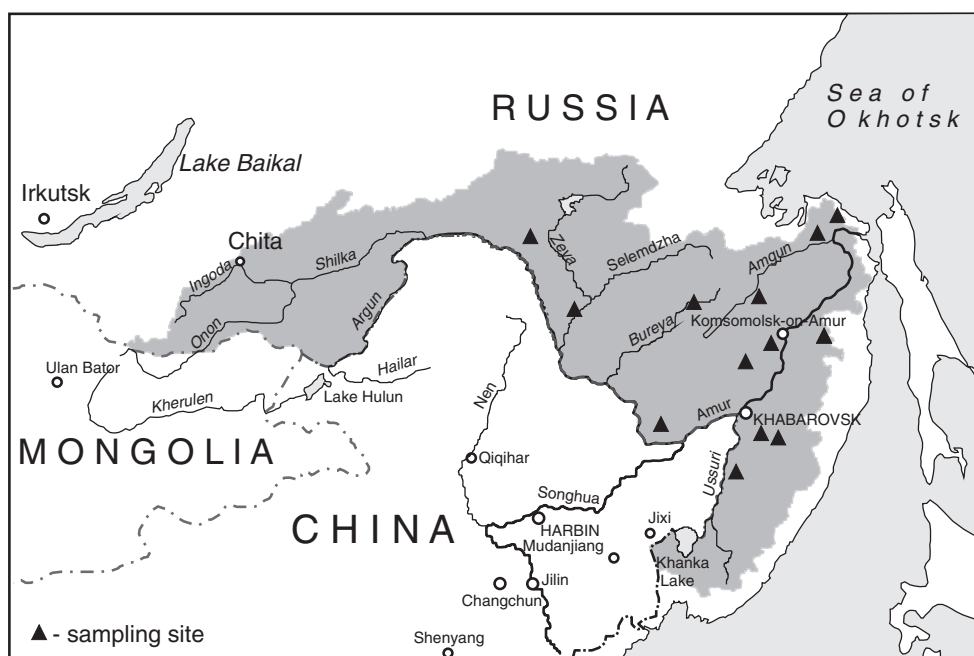 RUSSIA
Sea of
Okhotsk
Lake Baikal
Irkutsk
Chita
Zeya
Selemdzha
Amgun
Shilka
Ingoda
Argun
Onon
Bureya
Komsomolsk-on-Amur
Ulan Bator
Hailar
Lake Hulun
Kherulen
Nen
Amur
KHABAROVSK
MONGOLIA
Qiqihar
Ussuri
Songhua
CHINA
HARBIN
Jixi
Mudanjiang
Khanka
Lake
Jilin
Changchun
Shenyang
▲ - sampling site